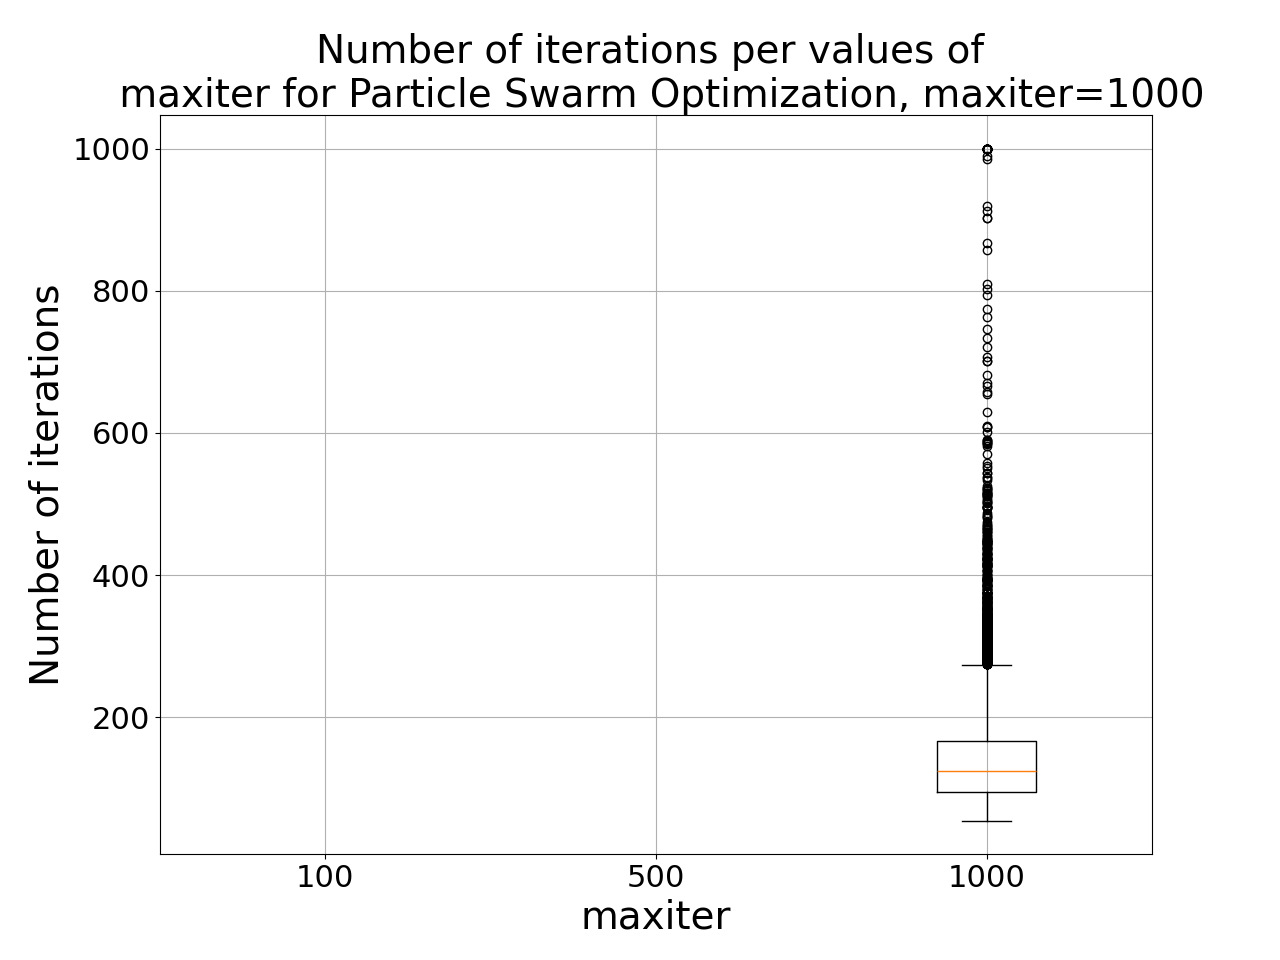 Number of iterations per values of
maxiter for Particle Swarm Optimization, maxiter=1000
Number of iterations
1000
800
600
400
200
100
500
1000
maxiter